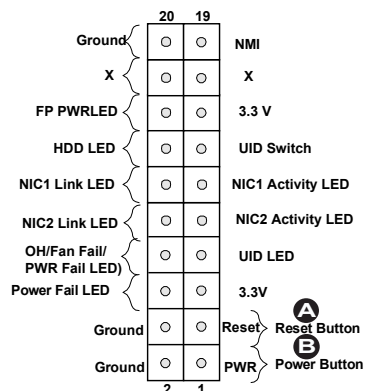 20 19
Ground NMI
X X
FP PWRLED 3.3 V
HDD LED UID Switch
NIC1 Link LED NIC1 Activity LED
NIC2 Link LED NIC2 Activity LED
OH/Fan Fail/
PWR Fail LED) UID LED
Power Fail LED 3.3V
A
Ground Reset Reset Button
B
Ground PWR Power Button
2 1